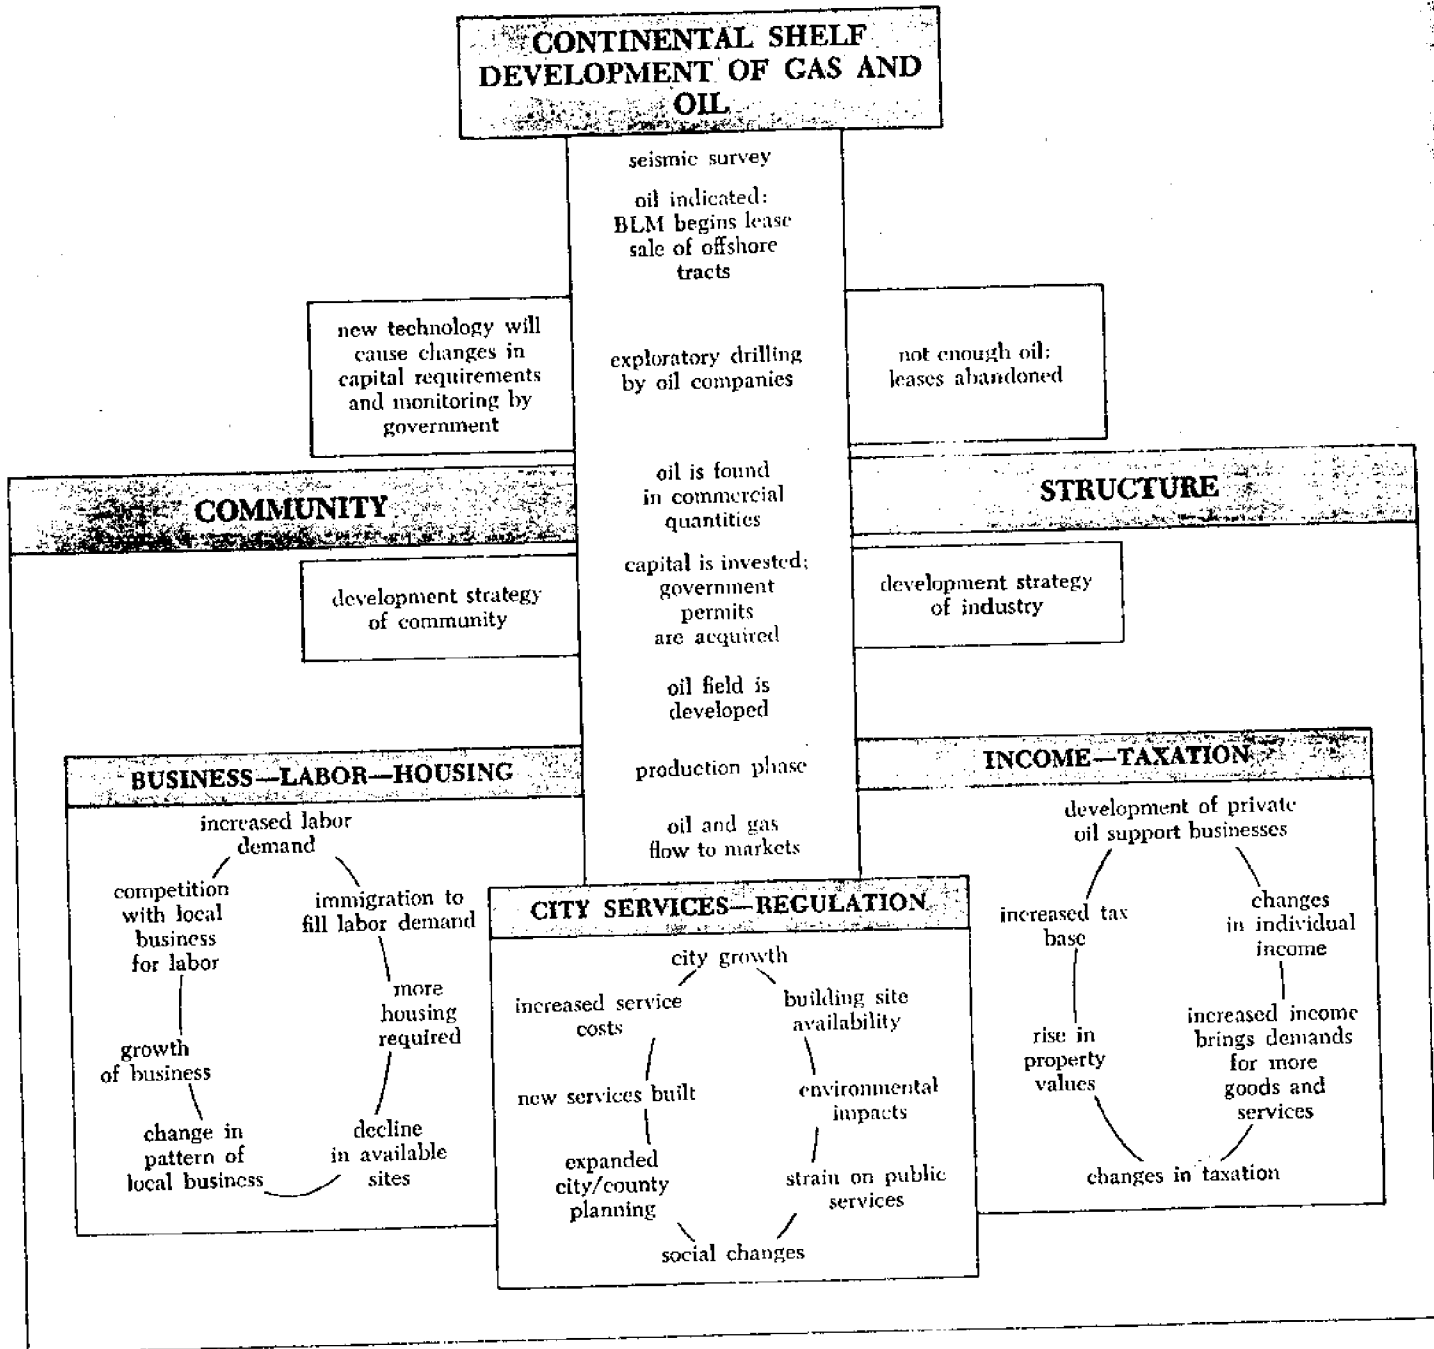 CONTINENTAL SHELF
DEVELOPMENT OF GAS AND
OIL
seismic survey
oil indicated:
BLM begins lease
sale of offshore
tracts
new technology will
cause changes in
capital requirements
and monitoring by
government
exploratory drilling
by oil companies
not enough oil:
leases abandoned
oil is found
in commercial
quantities
COMMUNITY
STRUCTURE
capital is invested;
government
permits
are acquired
development strategy
of community
development strategy
of industry
oil field is
developed
production phase
oil and gas
flow to markets
BUSINESS—LABOR—HOUSING
increased labor
demand
competition
with local
business
for labor
immigration to
fill labor demand
more
housing
required
growth
of business
change in
pattern of
local business
decline
in available
sites
CITY SERVICES—REGULATION
city growth
increased service
costs
building site
availability
new services built
environmental
impacts
expanded
city/county
planning
strain on public
services
social changes
INCOME—TAXATION
development of private
oil support businesses
increased tax
base
changes
in individual
income
rise in
property
values
increased income
brings demands
for more
goods and
services
changes in taxation